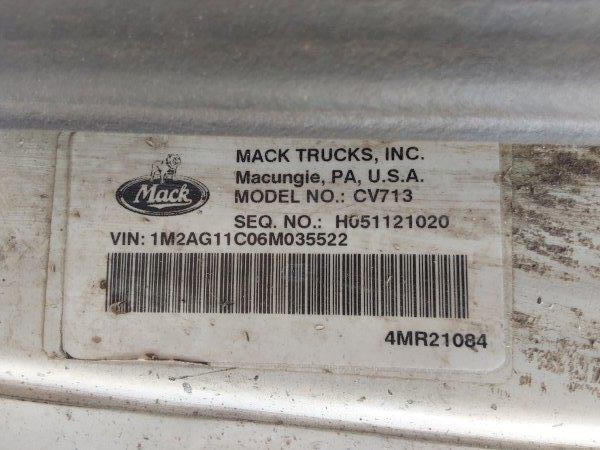 Mack
MACK TRUCKS, INC.
Macungie, PA, U.S.A.
MODEL NO.: CV713
SEQ. NO.: H051121020
VIN: 1M2AG11C06M035522
4MR21084